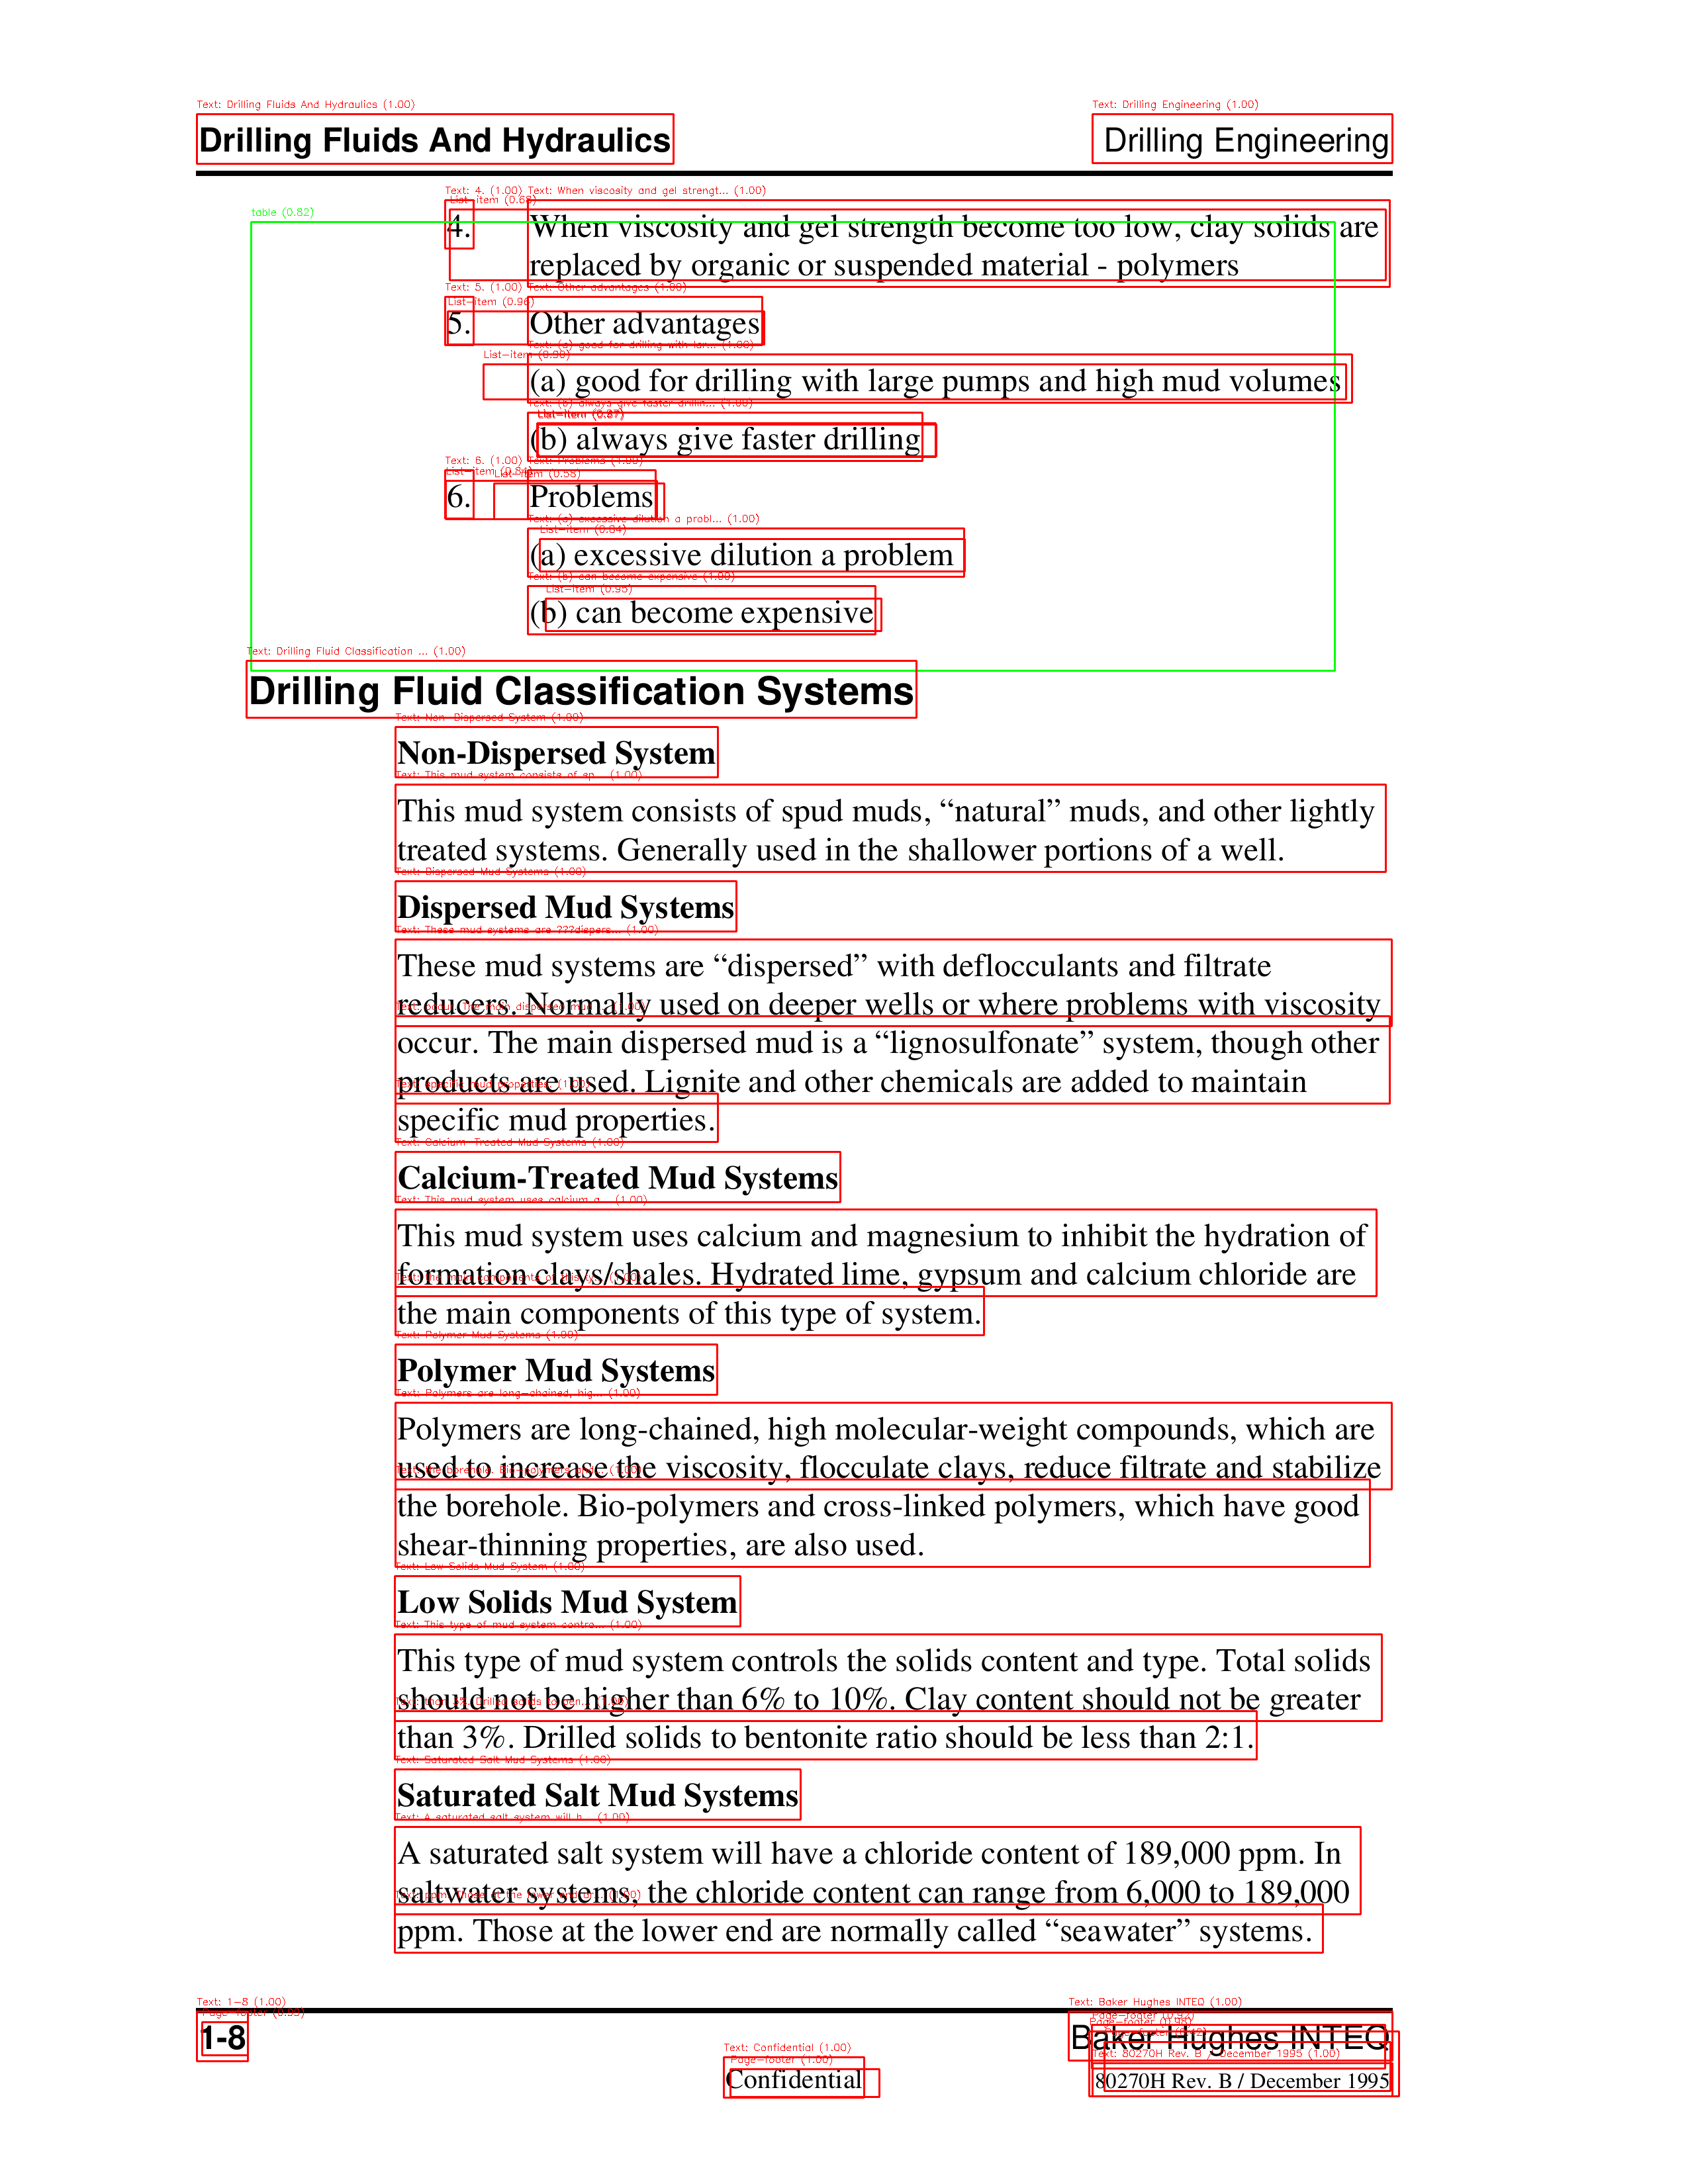 Drilling Fluids And Hydraulics
Drilling Engineering
4. When viscosity and gel strength become too low, clay solids are
replaced by organic or suspended material - polymers
5. Other advantages
(a) good for drilling with large pumps and high mud volumes
(b) always give faster drilling
6. Problems
(a) excessive dilution a problem
(b) can become expensive
Drilling Fluid Classification Systems
Non-Dispersed System
This mud system consists of spud muds, “natural” muds, and other lightly
treated systems. Generally used in the shallower portions of a well.
Dispersed Mud Systems
These mud systems are “dispersed” with deflocculants and filtrate
reducers. Normally used on deeper wells or where problems with viscosity
occur. The main dispersed mud is a “lignosulfonate” system, though other
products are used. Lignite and other chemicals are added to maintain
specific mud properties.
Calcium-Treated Mud Systems
This mud system uses calcium and magnesium to inhibit the hydration of
formation clays/shales. Hydrated lime, gypsum and calcium chloride are
the main components of this type of system.
Polymer Mud Systems
Polymers are long-chained, high molecular-weight compounds, which are
used to increase the viscosity, flocculate clays, reduce filtrate and stabilize
the borehole. Bio-polymers and cross-linked polymers, which have good
shear-thinning properties, are also used.
Low Solids Mud System
This type of mud system controls the solids content and type. Total solids
should not be higher than 6% to 10%. Clay content should not be greater
than 3%. Drilled solids to bentonite ratio should be less than 2:1.
Saturated Salt Mud Systems
A saturated salt system will have a chloride content of 189,000 ppm. In
saltwater systems, the chloride content can range from 6,000 to 189,000
ppm. Those at the lower end are normally called “seawater” systems.
1-8
Baker Hughes INTEQ
Confidential
80270H Rev. B / December 1995